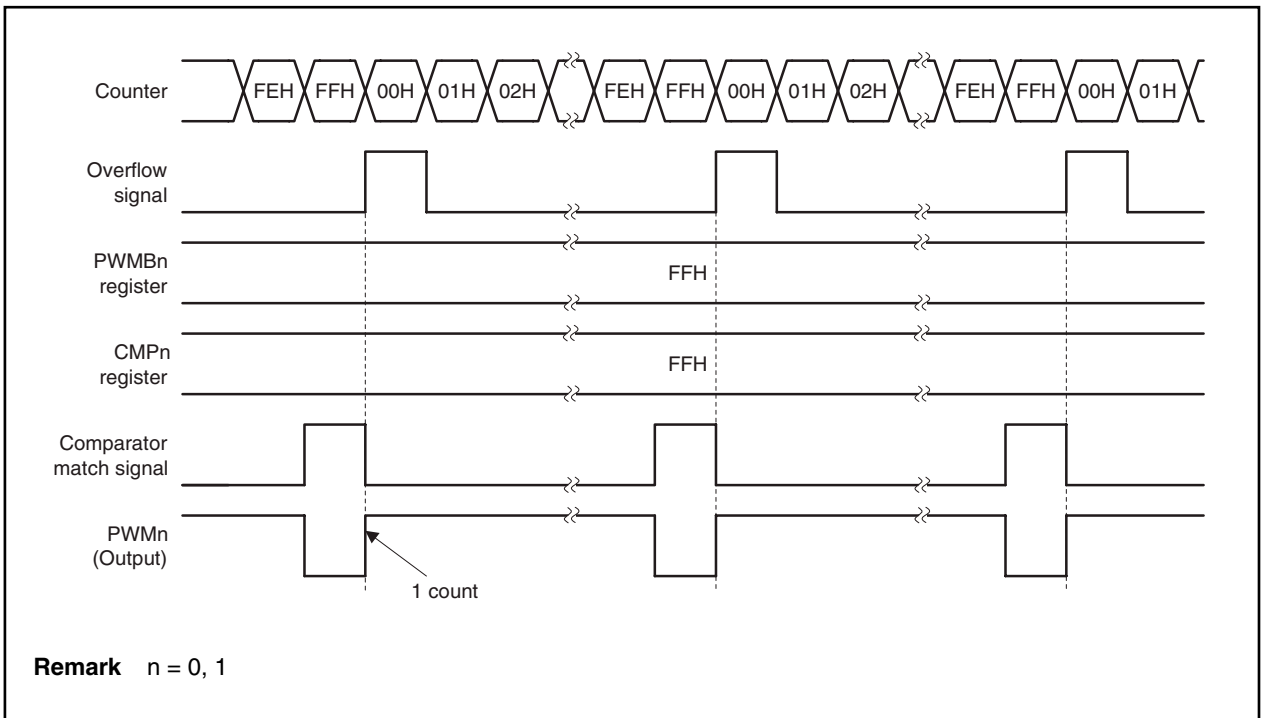 Counter FEH FFH 00H 01H 02H FEH FFH 00H 01H 02H FEH FFH 00H 01H
Overflow
signal
PWMBn
register
FFH
CMPn
register
FFH
Comparator
match signal
PWMn
(Output)
1 count
Remark n = 0, 1